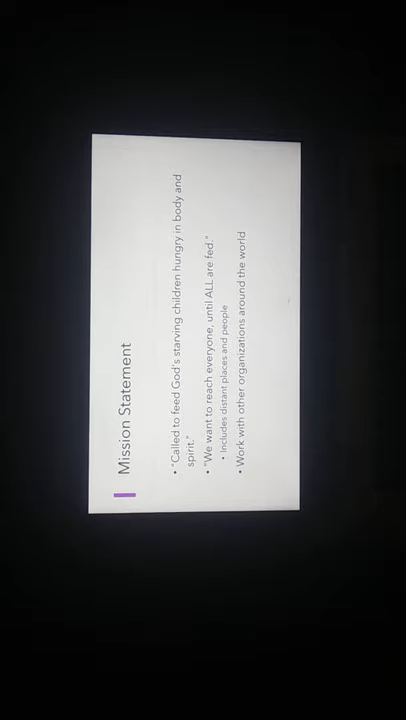 Mission Statement
• "Called to feed God's starving children hungry in body and
spirit."
• "We want to reach everyone, until ALL are fed."
• Includes distant places and people
• Work with other organizations around the world